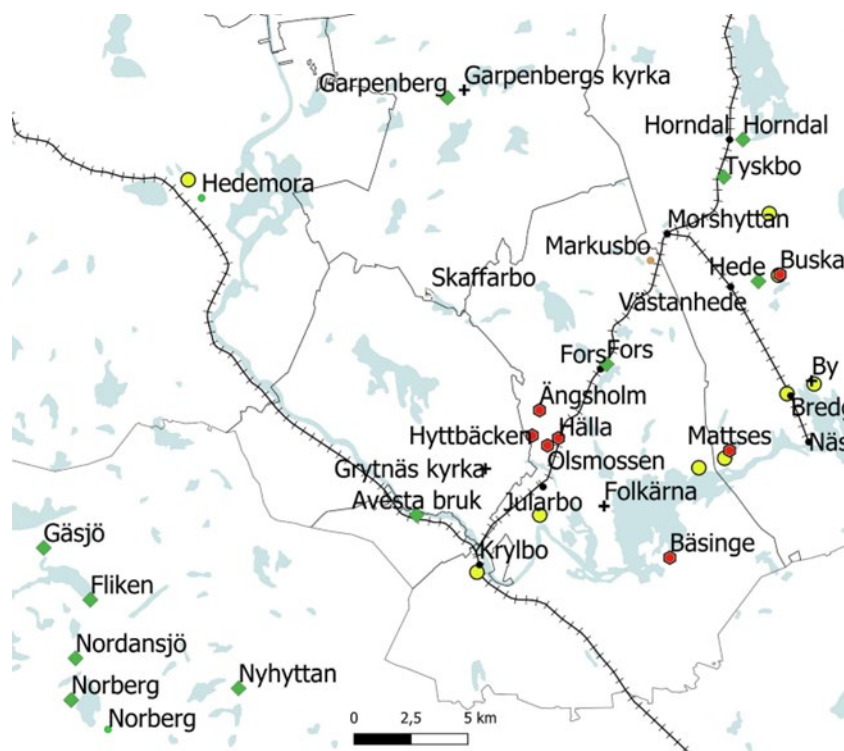 Garpenberg
Garpenbergs kyrka
Horndal
Horndal
Tyskbo
Hedemora
Morshyttan
Markusbo
Hede
Buska
Skaffarbo
Västanhede
Fors
Fors
By
Ängsholm
Bredg
Hyttbäcken
Hälla
Mattses
Näs
Grytnäs kyrka
Olsmossen
Avesta bruk
Jularbo
Folkärna
Gäsjö
Krylbo
Bäsinge
Fliken
Nordansjö
Norberg
Nyhyttan
Norberg
0 2,5 5 km